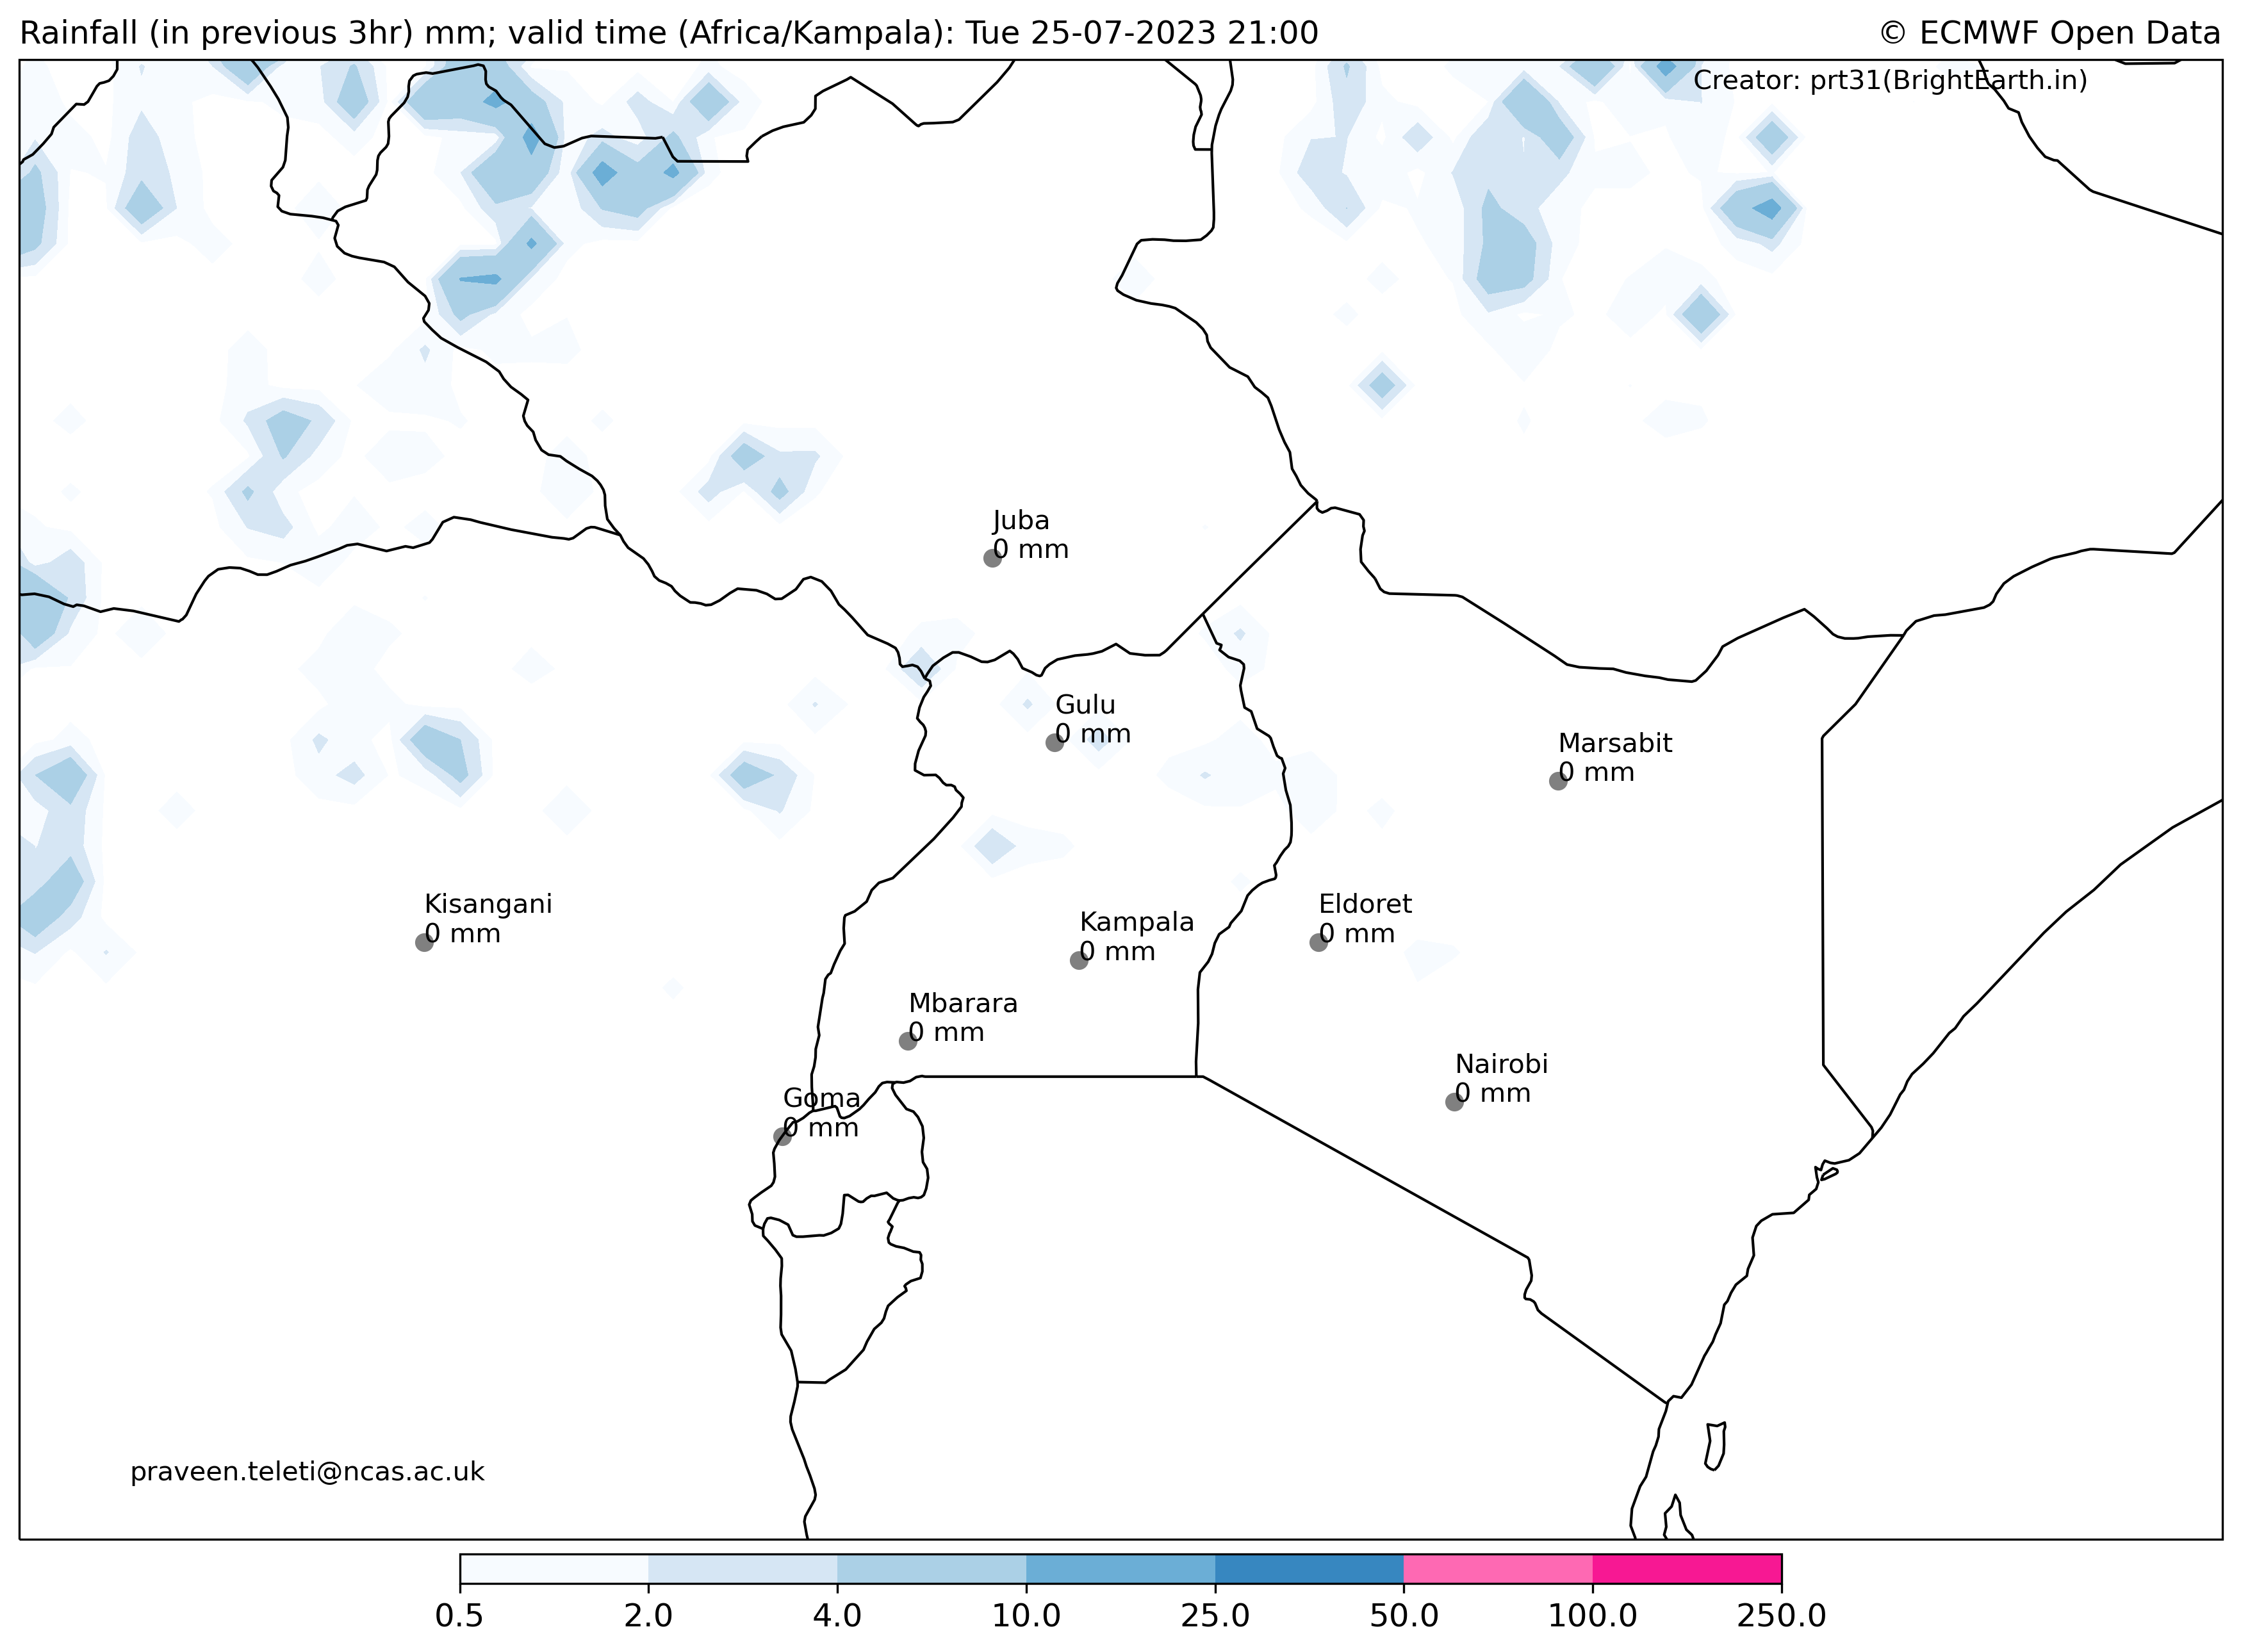 Rainfall (in previous 3hr) mm; valid time (Africa/Kampala): Tue 25-07-2023 21:00
© ECMWF Open Data
Creator: prt31(BrightEarth.in)
Juba
0 mm
Gulu
0 mm
Marsabit
0 mm
Kisangani
0 mm
Eldoret
0 mm
Kampala
0 mm
Mbarara
0 mm
Nairobi
0 mm
Goma
0 mm
praveen.teleti@ncas.ac.uk
0.5 2.0 4.0 10.0 25.0 50.0 100.0 250.0